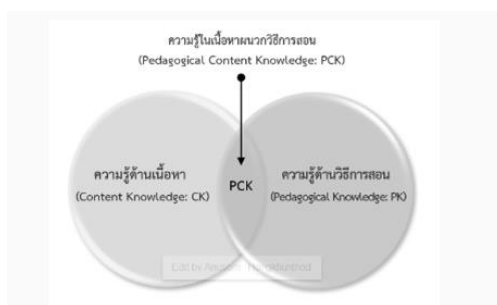 ความรู้ในเนื้อหาผนวกวิธีการสอน
(Pedagogical Content Knowledge: PCK)
ความรู้ด้านเนื้อหา
(Content Knowledge: CK)
PCK
ความรู้ด้านวิธีการสอน
(Pedagogical Knowledge: PK)
Edit by